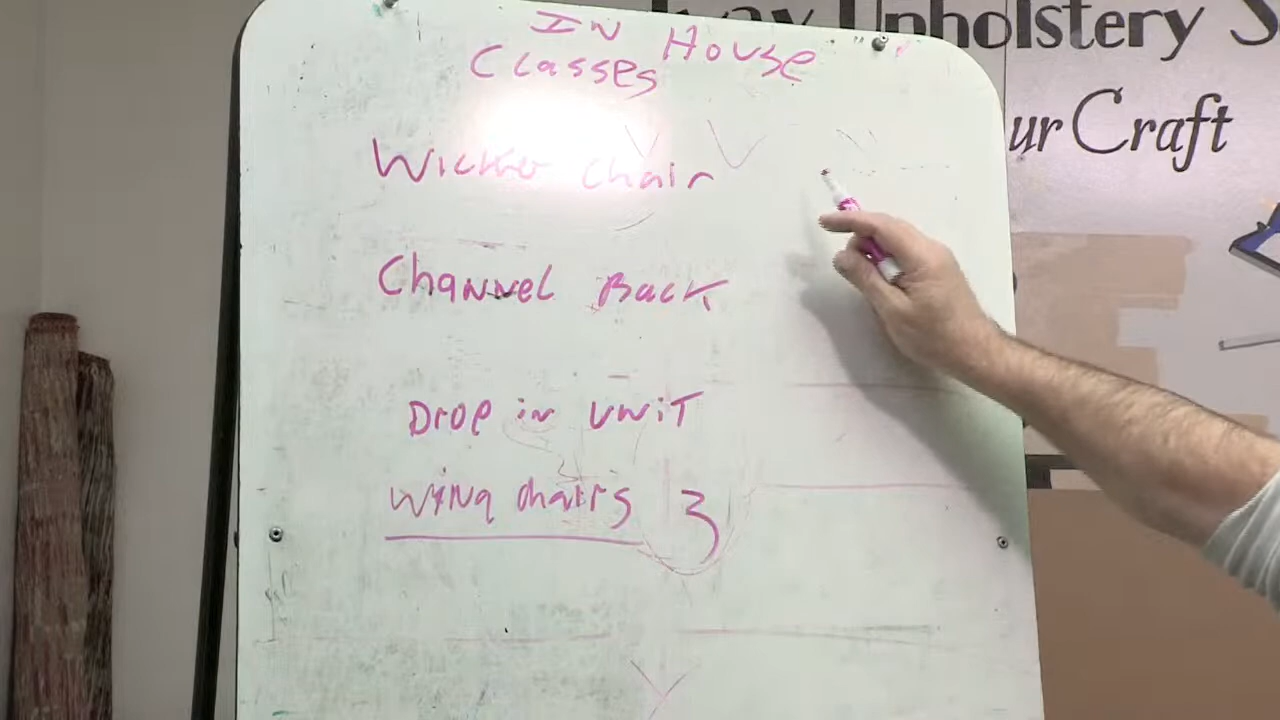 Upholstery S
ur Craft
IN House
Classes
Wicker Chair
Channel Back
Drop in UNiT
Wing chairs 3